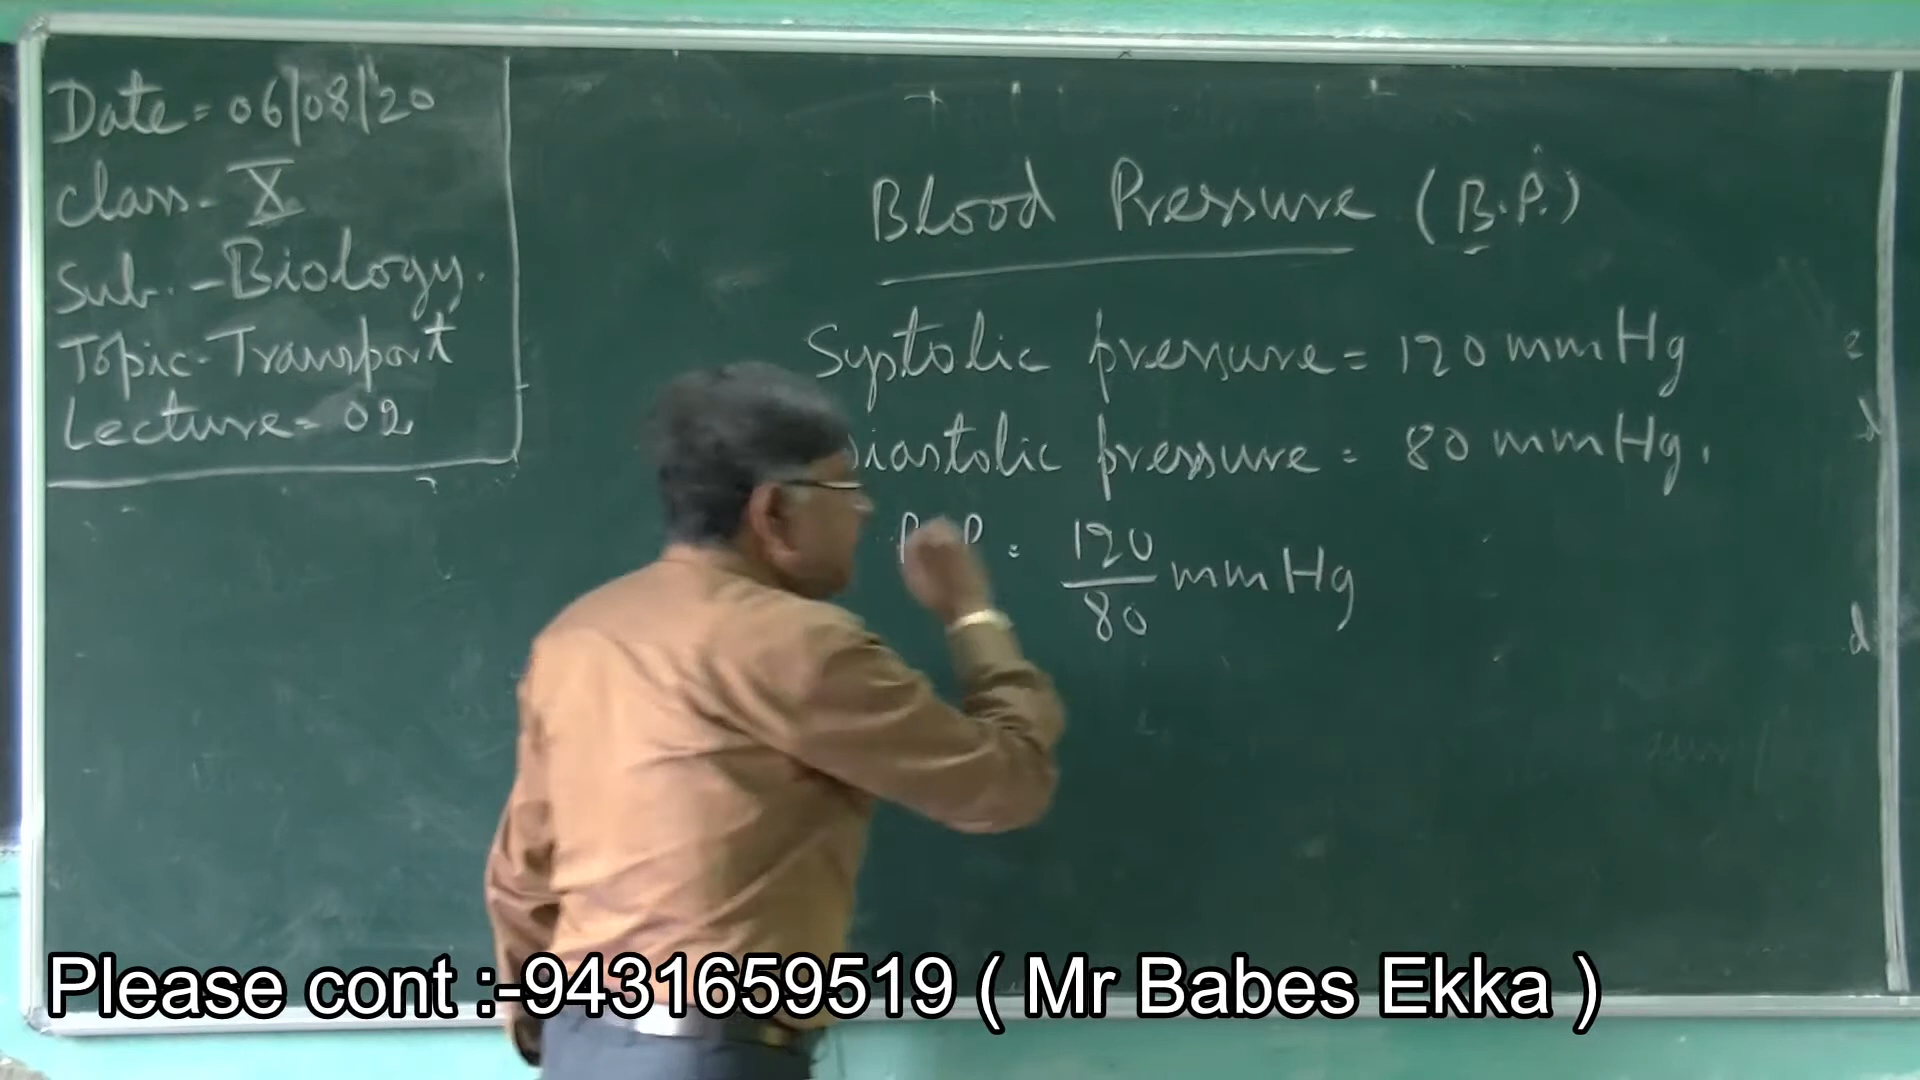 Date = 06/08/20
Class - X
Sub. - Biology.
Topic - Transport
Lecture = 02
Blood Pressure (B.P.)
Systolic pressure = 120 mmHg
Diastolic pressure = 80 mmHg.
B.P. = 120/80 mmHg
Please cont :-9431659519 ( Mr Babes Ekka )